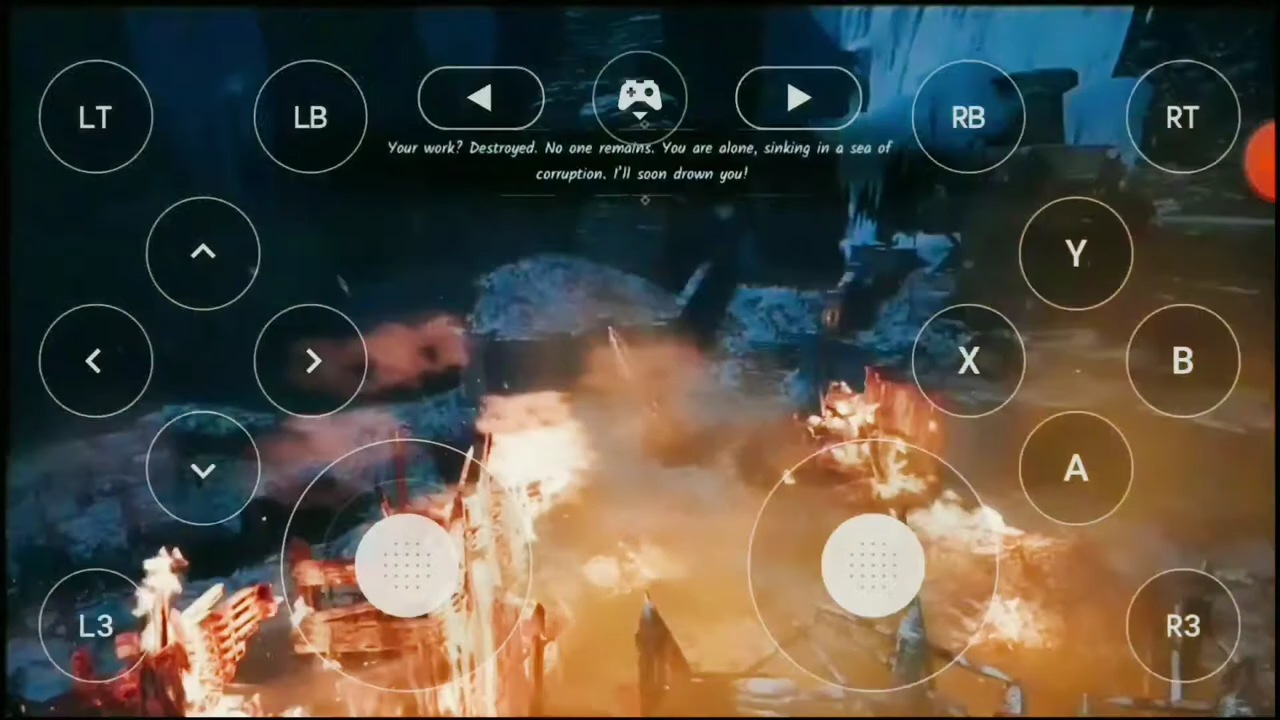 LT
LB
RB
RT
Your work? Destroyed. No one remains. You are alone, sinking in a sea of
corruption. I'll soon drown you!
Y
X
B
A
L3
R3